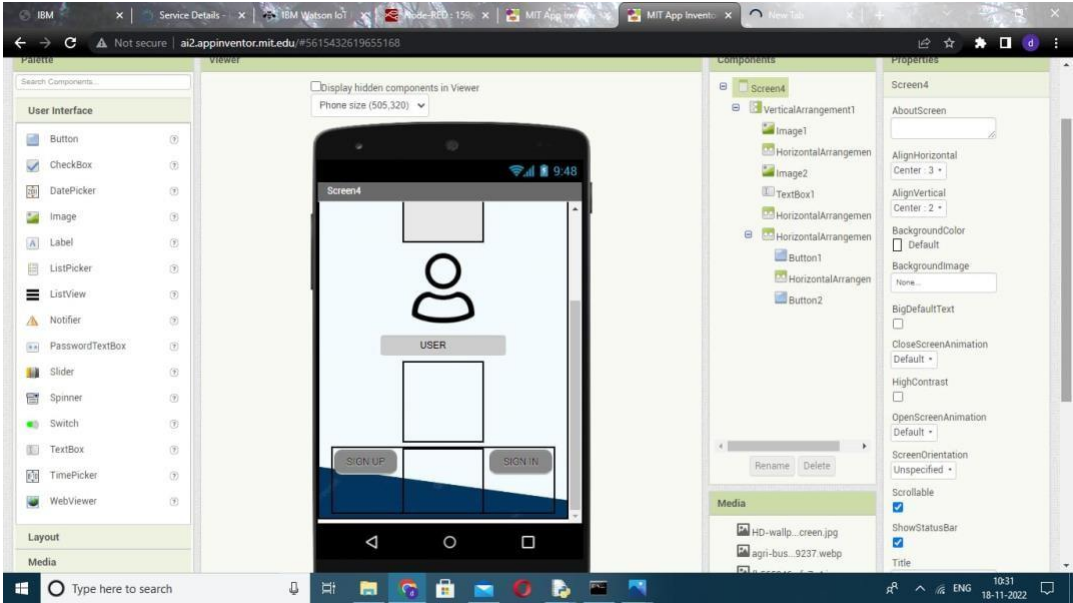 IBM
Service Details -
IBM Watson IoT
Node-RED : 159.
MIT App Invento
MIT App Invento
New Tab
Not secure | ai2.appinventor.mit.edu/#5615432619655168
d
Palette
Viewer
Components
Properties
Search Components...
User Interface
Button
CheckBox
DatePicker
Image
Label
ListPicker
ListView
Notifier
PasswordTextBox
Slider
Spinner
Switch
TextBox
TimePicker
WebViewer
Layout
Media
Display hidden components in Viewer
Phone size (505,320)
9:48
Screen4
USER
SIGN UP
SIGN IN
Screen4
VerticalArrangement1
Image1
HorizontalArrangemen
Image2
TextBox1
HorizontalArrangemen
HorizontalArrangemen
Button1
HorizontalArrangen
Button2
Rename Delete
Media
HD-wallp...creen.jpg
agri-bus...9237.webp
Screen4
AboutScreen
AlignHorizontal
Center : 3
AlignVertical
Center : 2
BackgroundColor
Default
BackgroundImage
None...
BigDefaultText
CloseScreenAnimation
Default
HighContrast
OpenScreenAnimation
Default
ScreenOrientation
Unspecified
Scrollable
ShowStatusBar
Title
Type here to search
ENG
10:31
18-11-2022